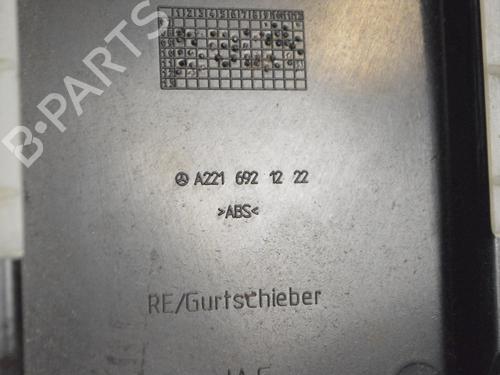 B-PARTS
A221 692 12 22
>ABS<
RE/Gurtschieber